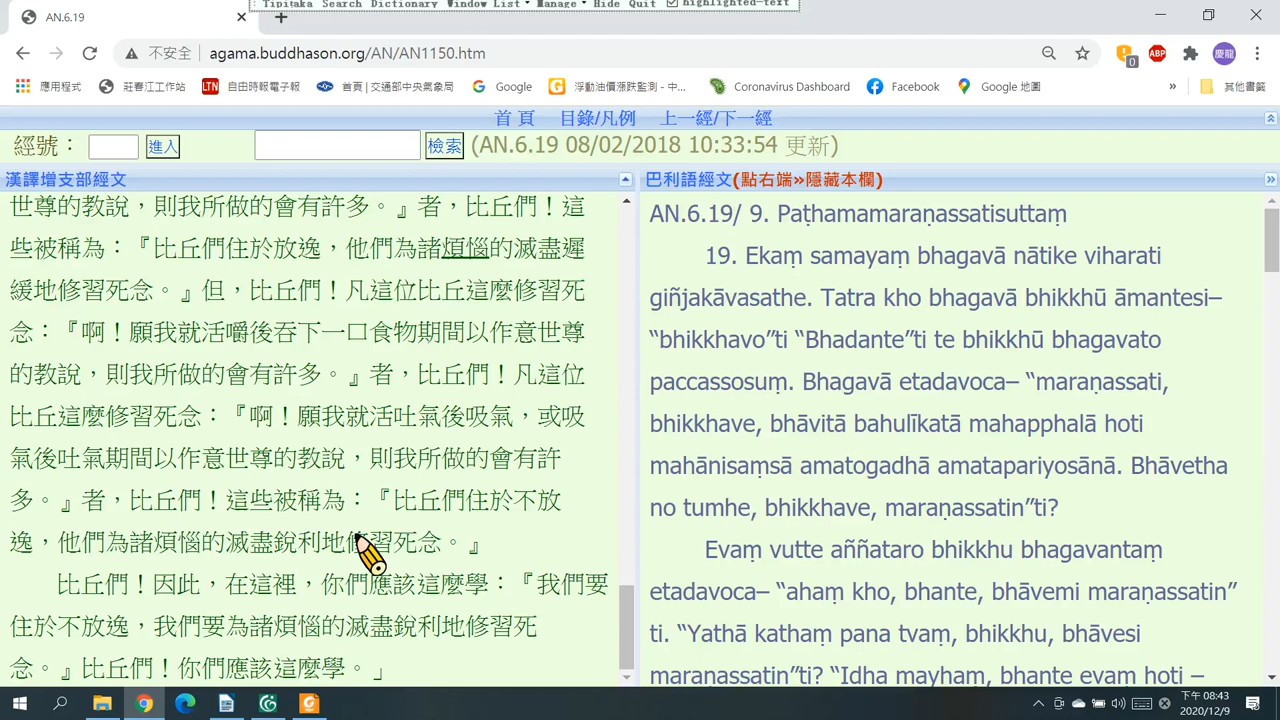 AN.6.19
Tipiṭaka Search Dictionary Window List Manage Hide Quit highlighted-text
不安全 agama.buddhason.org/AN/AN1150.htm
0 ABP 慶龍
應用程式 莊春江工作站 LTN 自由時報電子報 首頁 | 交通部中央氣象局 Google 浮動油價漲跌監測 - 中... Coronavirus Dashboard Facebook Google 地圖 » 其他書籤
首 頁 目錄/凡例 上一經/下一經
經號： 進入 檢索 (AN.6.19 08/02/2018 10:33:54 更新)
漢譯增支部經文
世尊的教說，則我所做的會有許多。』者，比丘們！這
些被稱為：『比丘們住於放逸，他們為諸煩惱的滅盡遲
緩地修習死念。』但，比丘們！凡這位比丘這麼修習死
念：『啊！願我就活嚼後吞下一口食物期間以作意世尊
的教說，則我所做的會有許多。』者，比丘們！凡這位
比丘這麼修習死念：『啊！願我就活吐氣後吸氣，或吸
氣後吐氣期間以作意世尊的教說，則我所做的會有許
多。』者，比丘們！這些被稱為：『比丘們住於不放
逸，他們為諸煩惱的滅盡銳利地修習死念。』
比丘們！因此，在這裡，你們應該這麼學：『我們要
住於不放逸，我們要為諸煩惱的滅盡銳利地修習死
念。』比丘們！你們應該這麼學。」
巴利語經文(點右端»隱藏本欄)
AN.6.19/ 9. Paṭhamamaraṇassatisuttaṃ
19. Ekaṃ samayaṃ bhagavā nātike viharati
giñjakāvasathe. Tatra kho bhagavā bhikkhū āmantesi–
“bhikkhavo”ti “Bhadante”ti te bhikkhū bhagavato
paccassosuṃ. Bhagavā etadavoca– “maraṇassati,
bhikkhave, bhāvitā bahulīkatā mahapphalā hoti
mahānisaṃsā amatogadhā amatapariyosānā. Bhāvetha
no tumhe, bhikkhave, maraṇassatin”ti?
Evaṃ vutte aññataro bhikkhu bhagavantaṃ
etadavoca– “ahaṃ kho, bhante, bhāvemi maraṇassatin”
ti. “Yathā kathaṃ pana tvaṃ, bhikkhu, bhāvesi
maraṇassatin”ti? “Idha mayhaṃ, bhante evaṃ hoti –
下午 08:43
2020/12/9